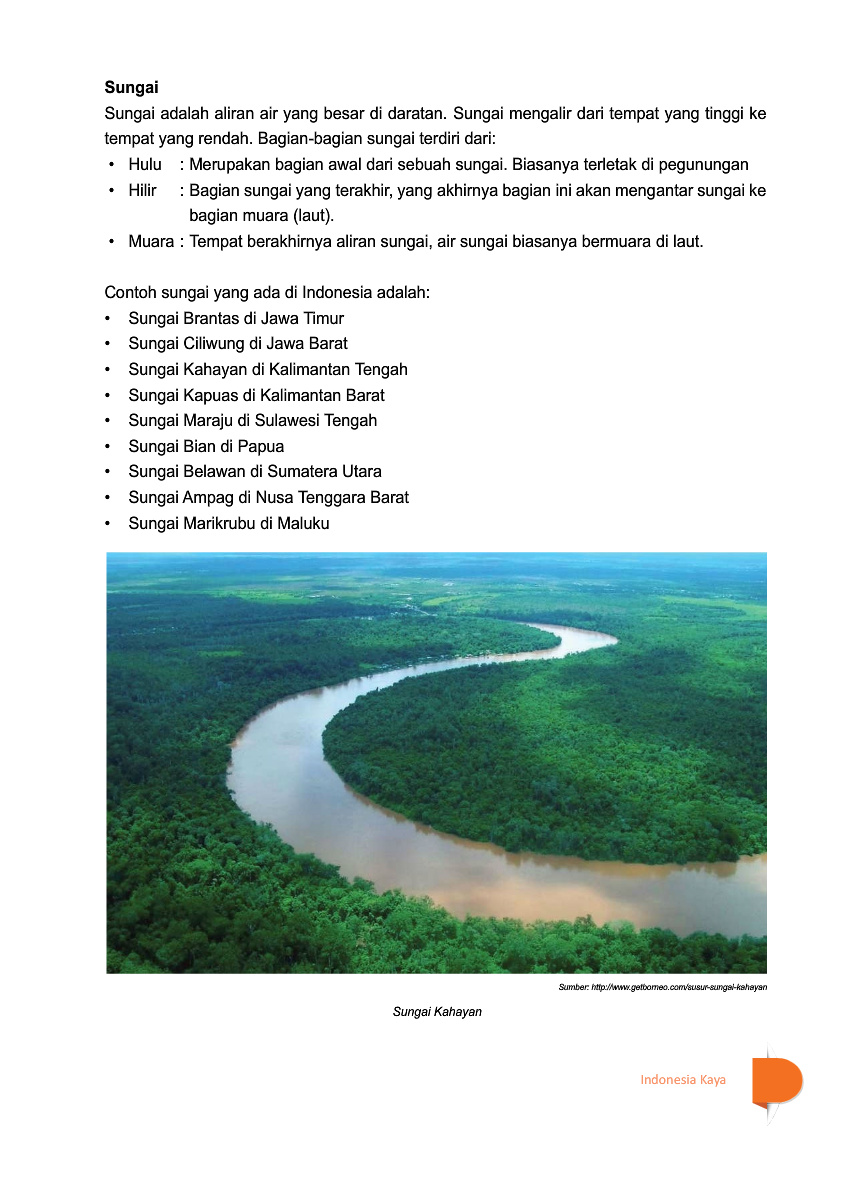 Sungai
Sungai adalah aliran air yang besar di daratan. Sungai mengalir dari tempat yang tinggi ke
tempat yang rendah. Bagian-bagian sungai terdiri dari:
• Hulu : Merupakan bagian awal dari sebuah sungai. Biasanya terletak di pegunungan
• Hilir : Bagian sungai yang terakhir, yang akhirnya bagian ini akan mengantar sungai ke
bagian muara (laut).
• Muara : Tempat berakhirnya aliran sungai, air sungai biasanya bermuara di laut.
Contoh sungai yang ada di Indonesia adalah:
• Sungai Brantas di Jawa Timur
• Sungai Ciliwung di Jawa Barat
• Sungai Kahayan di Kalimantan Tengah
• Sungai Kapuas di Kalimantan Barat
• Sungai Maraju di Sulawesi Tengah
• Sungai Bian di Papua
• Sungai Belawan di Sumatera Utara
• Sungai Ampag di Nusa Tenggara Barat
• Sungai Marikrubu di Maluku
Sumber: http://www.getborneo.com/susur-sungai-kahayan
Sungai Kahayan
Indonesia Kaya